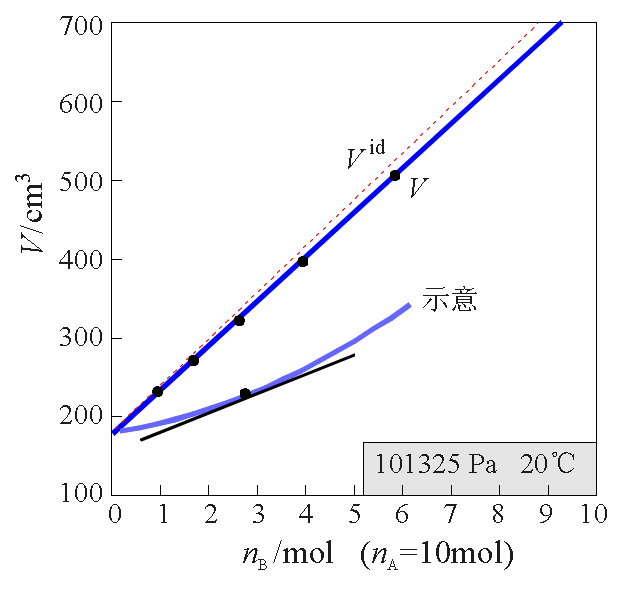 700
600
500
400
300
200
100
V/cm³
V^id
V
示意
101325 Pa 20℃
0 1 2 3 4 5 6 7 8 9 10
n_B/mol (n_A=10mol)